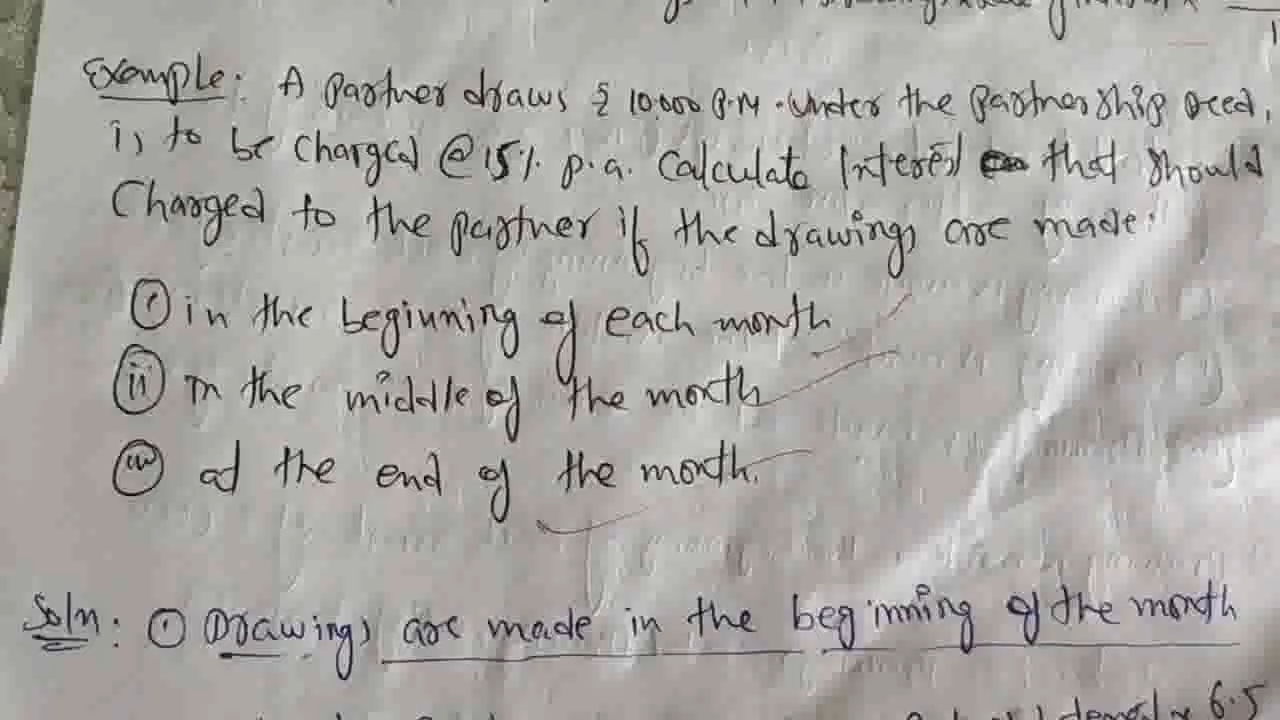 Example: A Partner draws ₹ 10,000 P.M. Under the Partnership Deed,
is to be charged @ 15% p.a. Calculate Interest that should
Charged to the partner if the drawings are made:
(i) in the beginning of each month
(ii) in the middle of the month
(iii) at the end of the month.
Soln: (i) Drawings are made in the beginning of the month
6.5